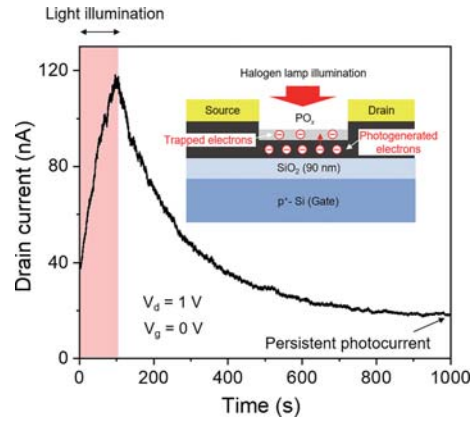 Light illumination
120
80
40
0
Drain current (nA)
Halogen lamp illumination
Source
POx
Drain
Trapped electrons
Photogenerated
electrons
SiO2 (90 nm)
p+- Si (Gate)
Vd = 1 V
Vg = 0 V
Persistent photocurrent
0
200
400
600
800
1000
Time (s)